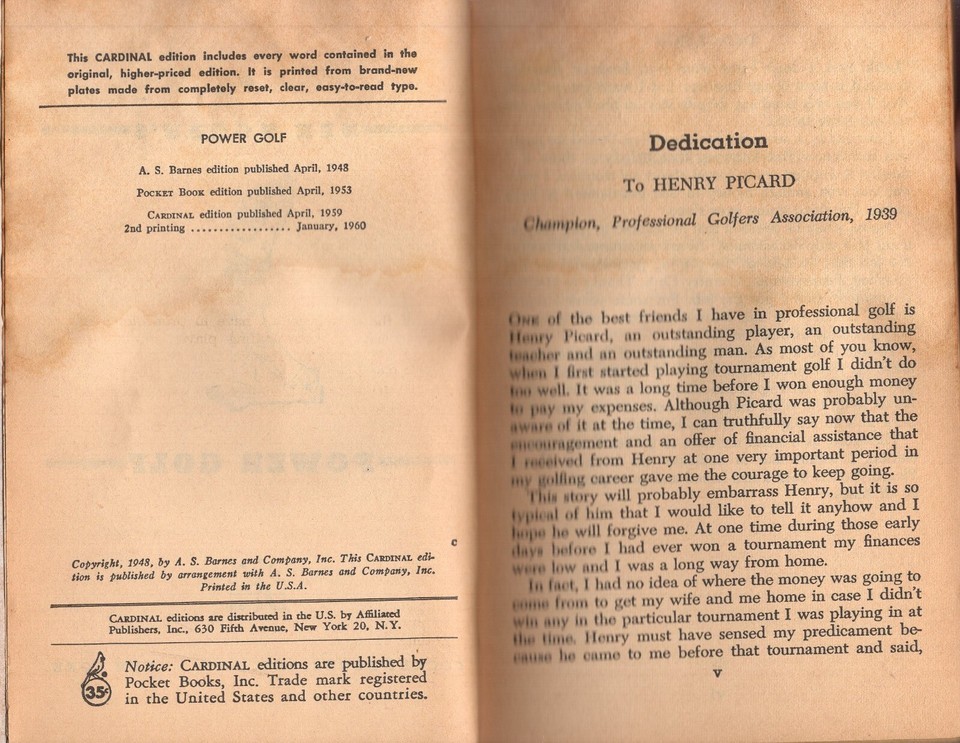 This CARDINAL edition includes every word contained in the
original, higher-priced edition. It is printed from brand-new
plates made from completely reset, clear, easy-to-read type.
POWER GOLF
A. S. Barnes edition published April, 1948
POCKET BOOK edition published April, 1953
CARDINAL edition published April, 1959
2nd printing .................. January, 1960
c
Copyright, 1948, by A. S. Barnes and Company, Inc. This CARDINAL edi-
tion is published by arrangement with A. S. Barnes and Company, Inc.
Printed in the U.S.A.
CARDINAL editions are distributed in the U.S. by Affiliated
Publishers, Inc., 630 Fifth Avenue, New York 20, N.Y.
35¢
Notice: CARDINAL editions are published by
Pocket Books, Inc. Trade mark registered
in the United States and other countries.
Dedication
To HENRY PICARD
Champion, Professional Golfers Association, 1939
ONE of the best friends I have in professional golf is
Henry Picard, an outstanding player, an outstanding
teacher and an outstanding man. As most of you know,
when I first started playing tournament golf I didn't do
too well. It was a long time before I won enough money
to pay my expenses. Although Picard was probably un-
aware of it at the time, I can truthfully say now that the
encouragement and an offer of financial assistance that
I received from Henry at one very important period in
my golfing career gave me the courage to keep going.
This story will probably embarrass Henry, but it is so
typical of him that I would like to tell it anyhow and I
hope he will forgive me. At one time during those early
days before I had ever won a tournament my finances
were low and I was a long way from home.
In fact, I had no idea of where the money was going to
come from to get my wife and me home in case I didn't
win any in the particular tournament I was playing in at
the time. Henry must have sensed my predicament be-
cause he came to me before that tournament and said,
v